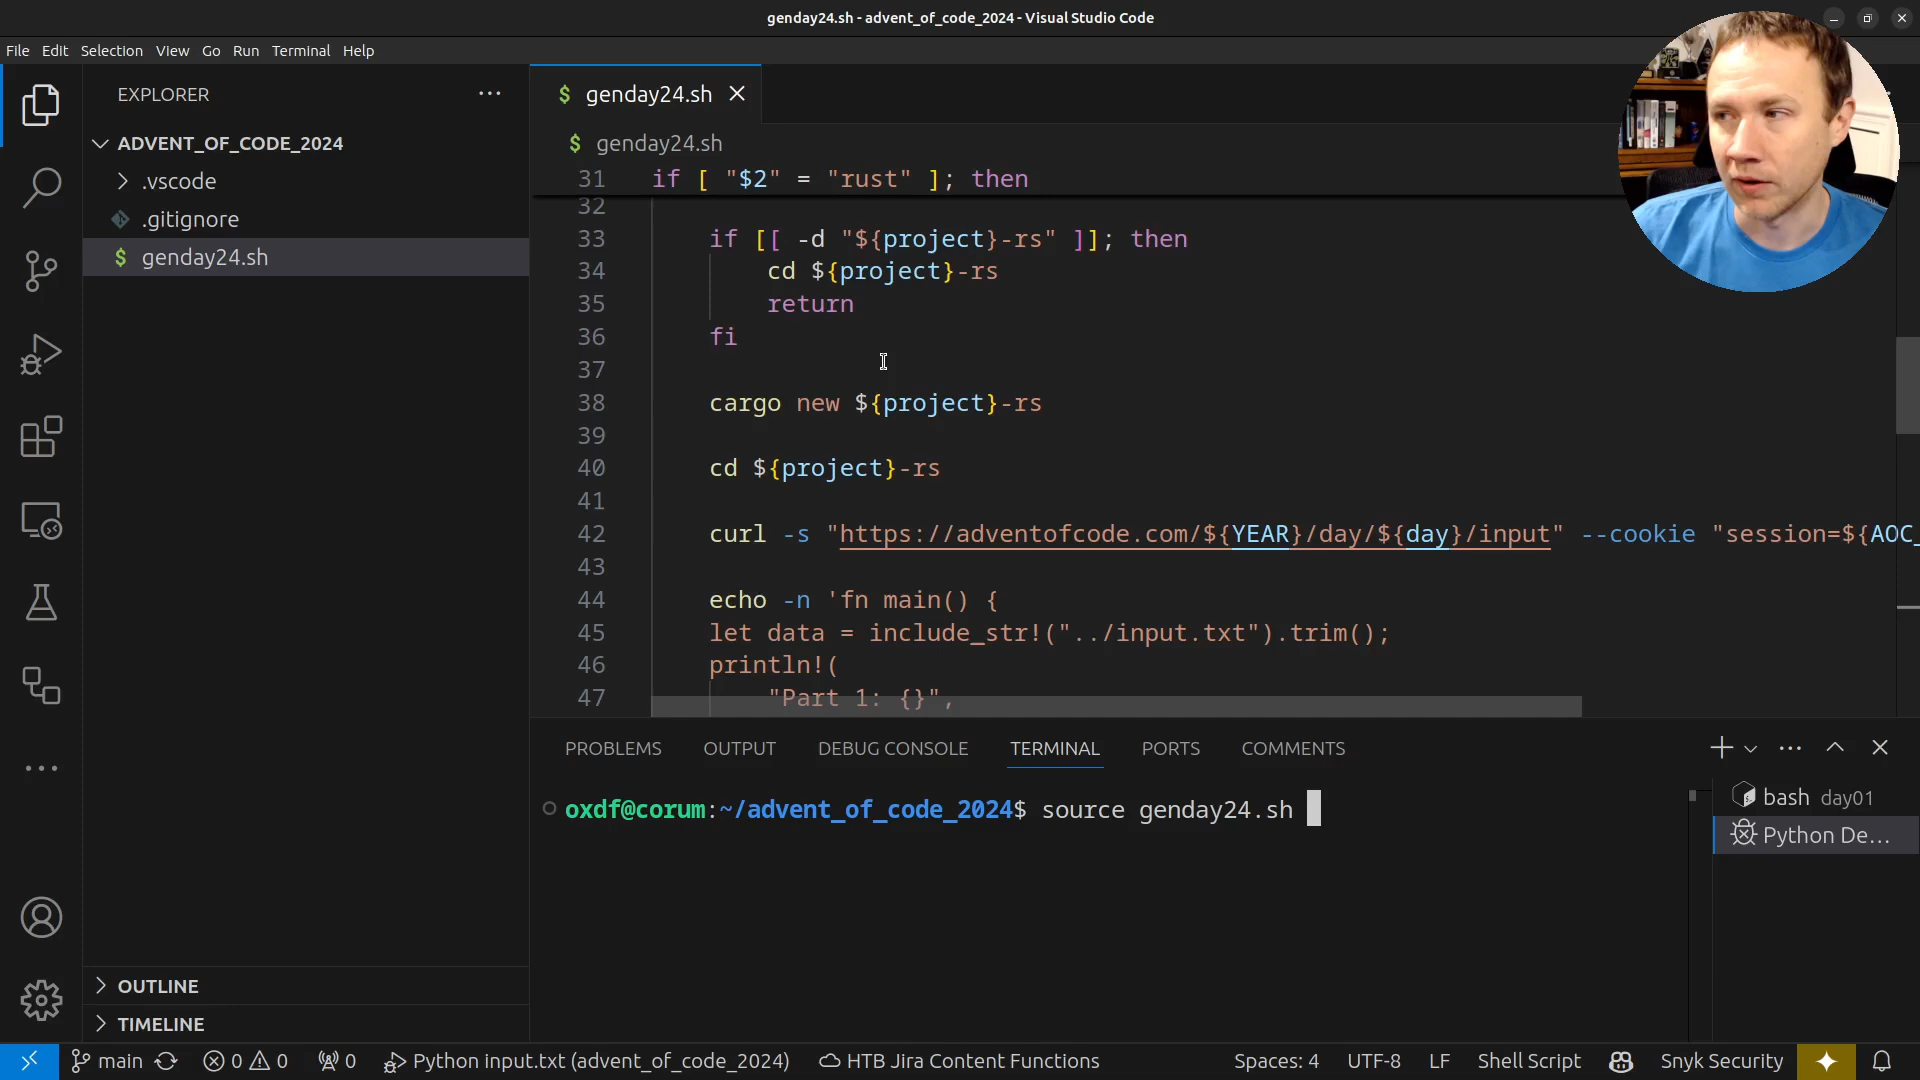 genday24.sh - advent_of_code_2024 - Visual Studio Code
File Edit Selection View Go Run Terminal Help
EXPLORER
ADVENT_OF_CODE_2024
.vscode
.gitignore
$ genday24.sh
$ genday24.sh
$ genday24.sh
31 if [ "$2" = "rust" ]; then
32
33 if [[ -d "${project}-rs" ]]; then
34 cd ${project}-rs
35 return
36 fi
37
38 cargo new ${project}-rs
39
40 cd ${project}-rs
41
42 curl -s "https://adventofcode.com/${YEAR}/day/${day}/input" --cookie "session=${AOC_
43
44 echo -n 'fn main() {
45 let data = include_str!("../input.txt").trim();
46 println!(
47 "Part 1: {}",
PROBLEMS OUTPUT DEBUG CONSOLE TERMINAL PORTS COMMENTS
oxdf@corum:~/advent_of_code_2024$ source genday24.sh
bash day01
Python De...
OUTLINE
TIMELINE
main 0 0 0 Python input.txt (advent_of_code_2024) HTB Jira Content Functions Spaces: 4 UTF-8 LF Shell Script Snyk Security